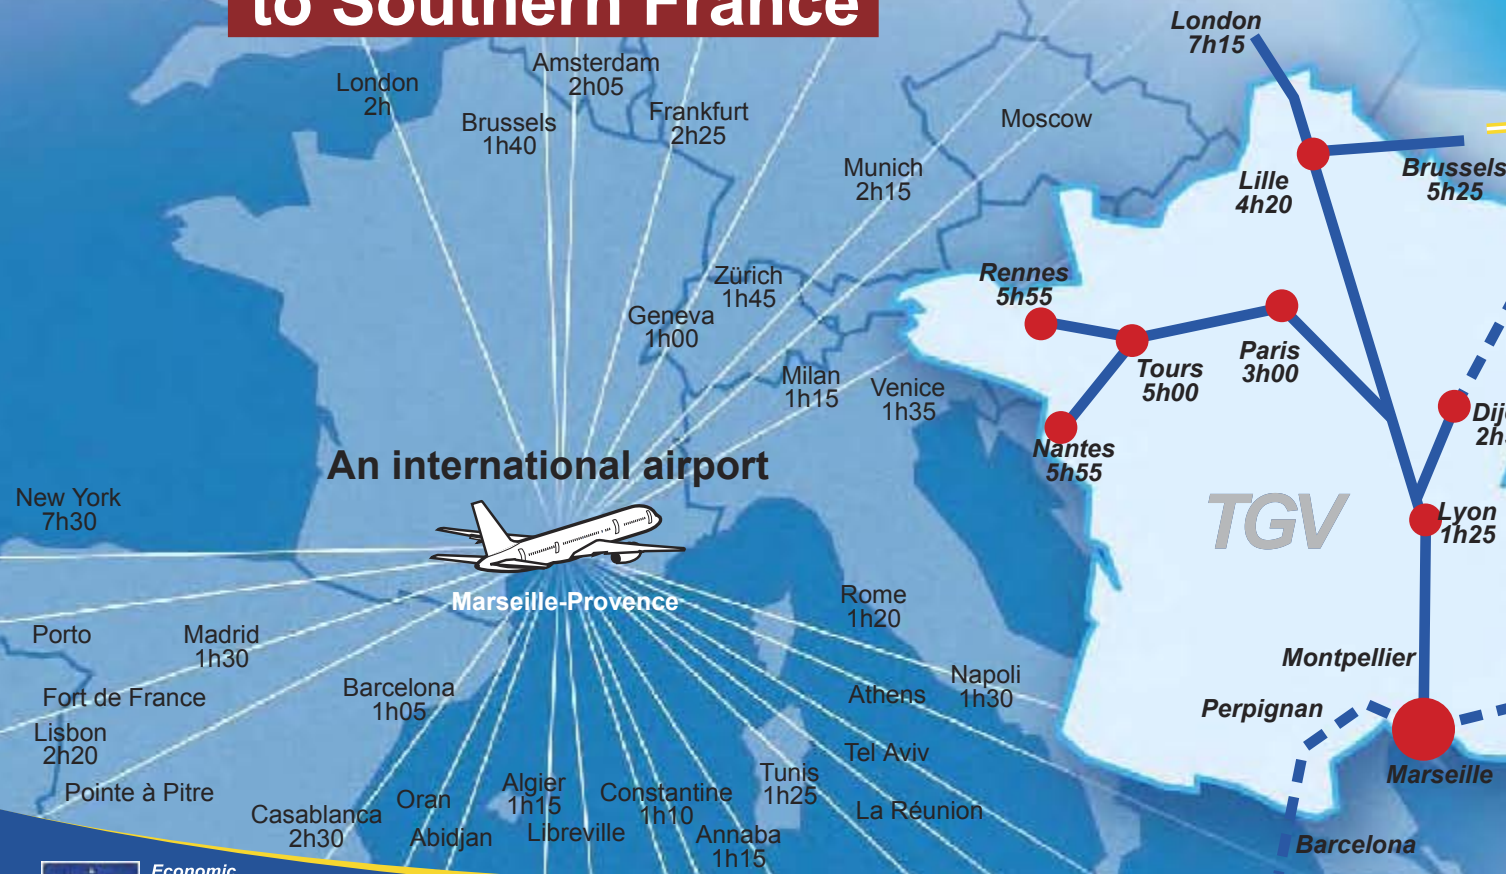 to Southern France
London
2h
Amsterdam
2h05
Brussels
1h40
Frankfurt
2h25
Munich
2h15
Moscow
Zürich
1h45
Geneva
1h00
Milan
1h15
Venice
1h35
An international airport
New York
7h30
Marseille-Provence
Porto
Madrid
1h30
Fort de France
Lisbon
2h20
Pointe à Pitre
Barcelona
1h05
Casablanca
2h30
Oran
Abidjan
Algier
1h15
Libreville
Constantine
1h10
Annaba
1h15
Tunis
1h25
Rome
1h20
Athens
Napoli
1h30
Tel Aviv
La Réunion
London
7h15
Lille
4h20
Brussels
5h25
Rennes
5h55
Tours
5h00
Paris
3h00
Nantes
5h55
TGV
Lyon
1h25
Montpellier
Perpignan
Marseille
Barcelona
Economic